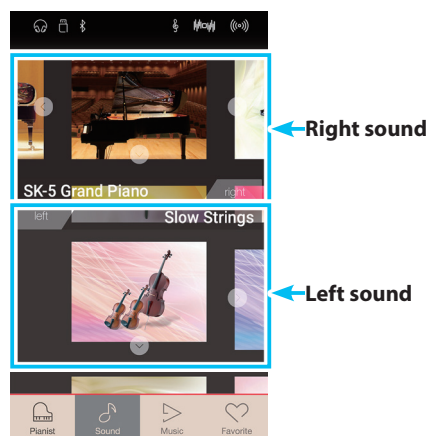 Right sound
SK-5 Grand Piano
right
left
Slow Strings
Left sound
Pianist
Sound
Music
Favorite